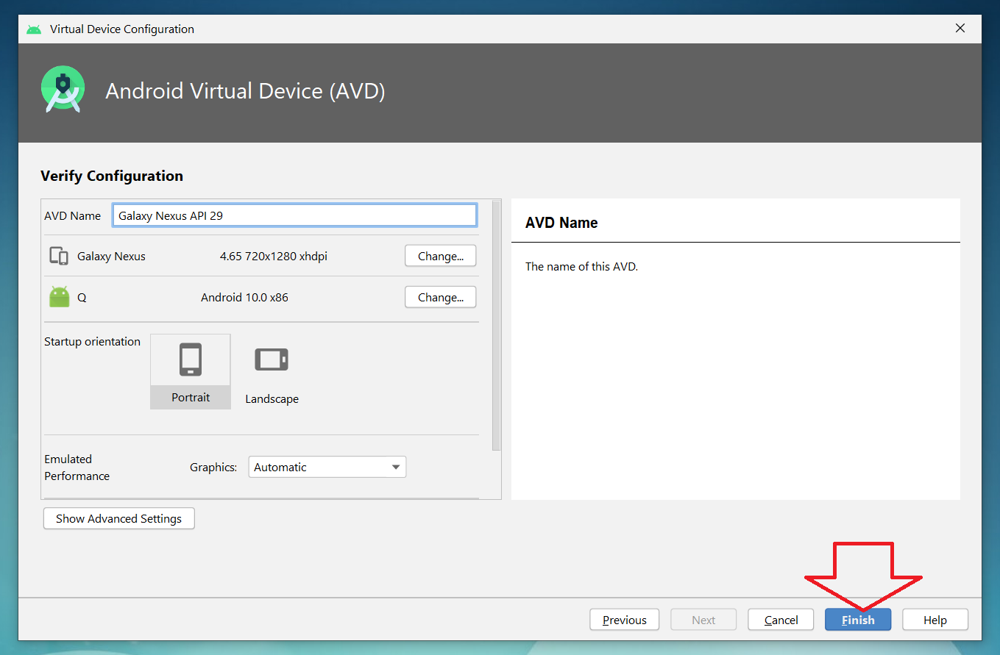 Virtual Device Configuration
Android Virtual Device (AVD)
Verify Configuration
AVD Name Galaxy Nexus API 29
Galaxy Nexus 4.65 720x1280 xhdpi Change...
Q Android 10.0 x86 Change...
Startup orientation
Portrait
Landscape
Emulated
Performance
Graphics: Automatic
Show Advanced Settings
AVD Name
The name of this AVD.
Previous Next Cancel Finish Help